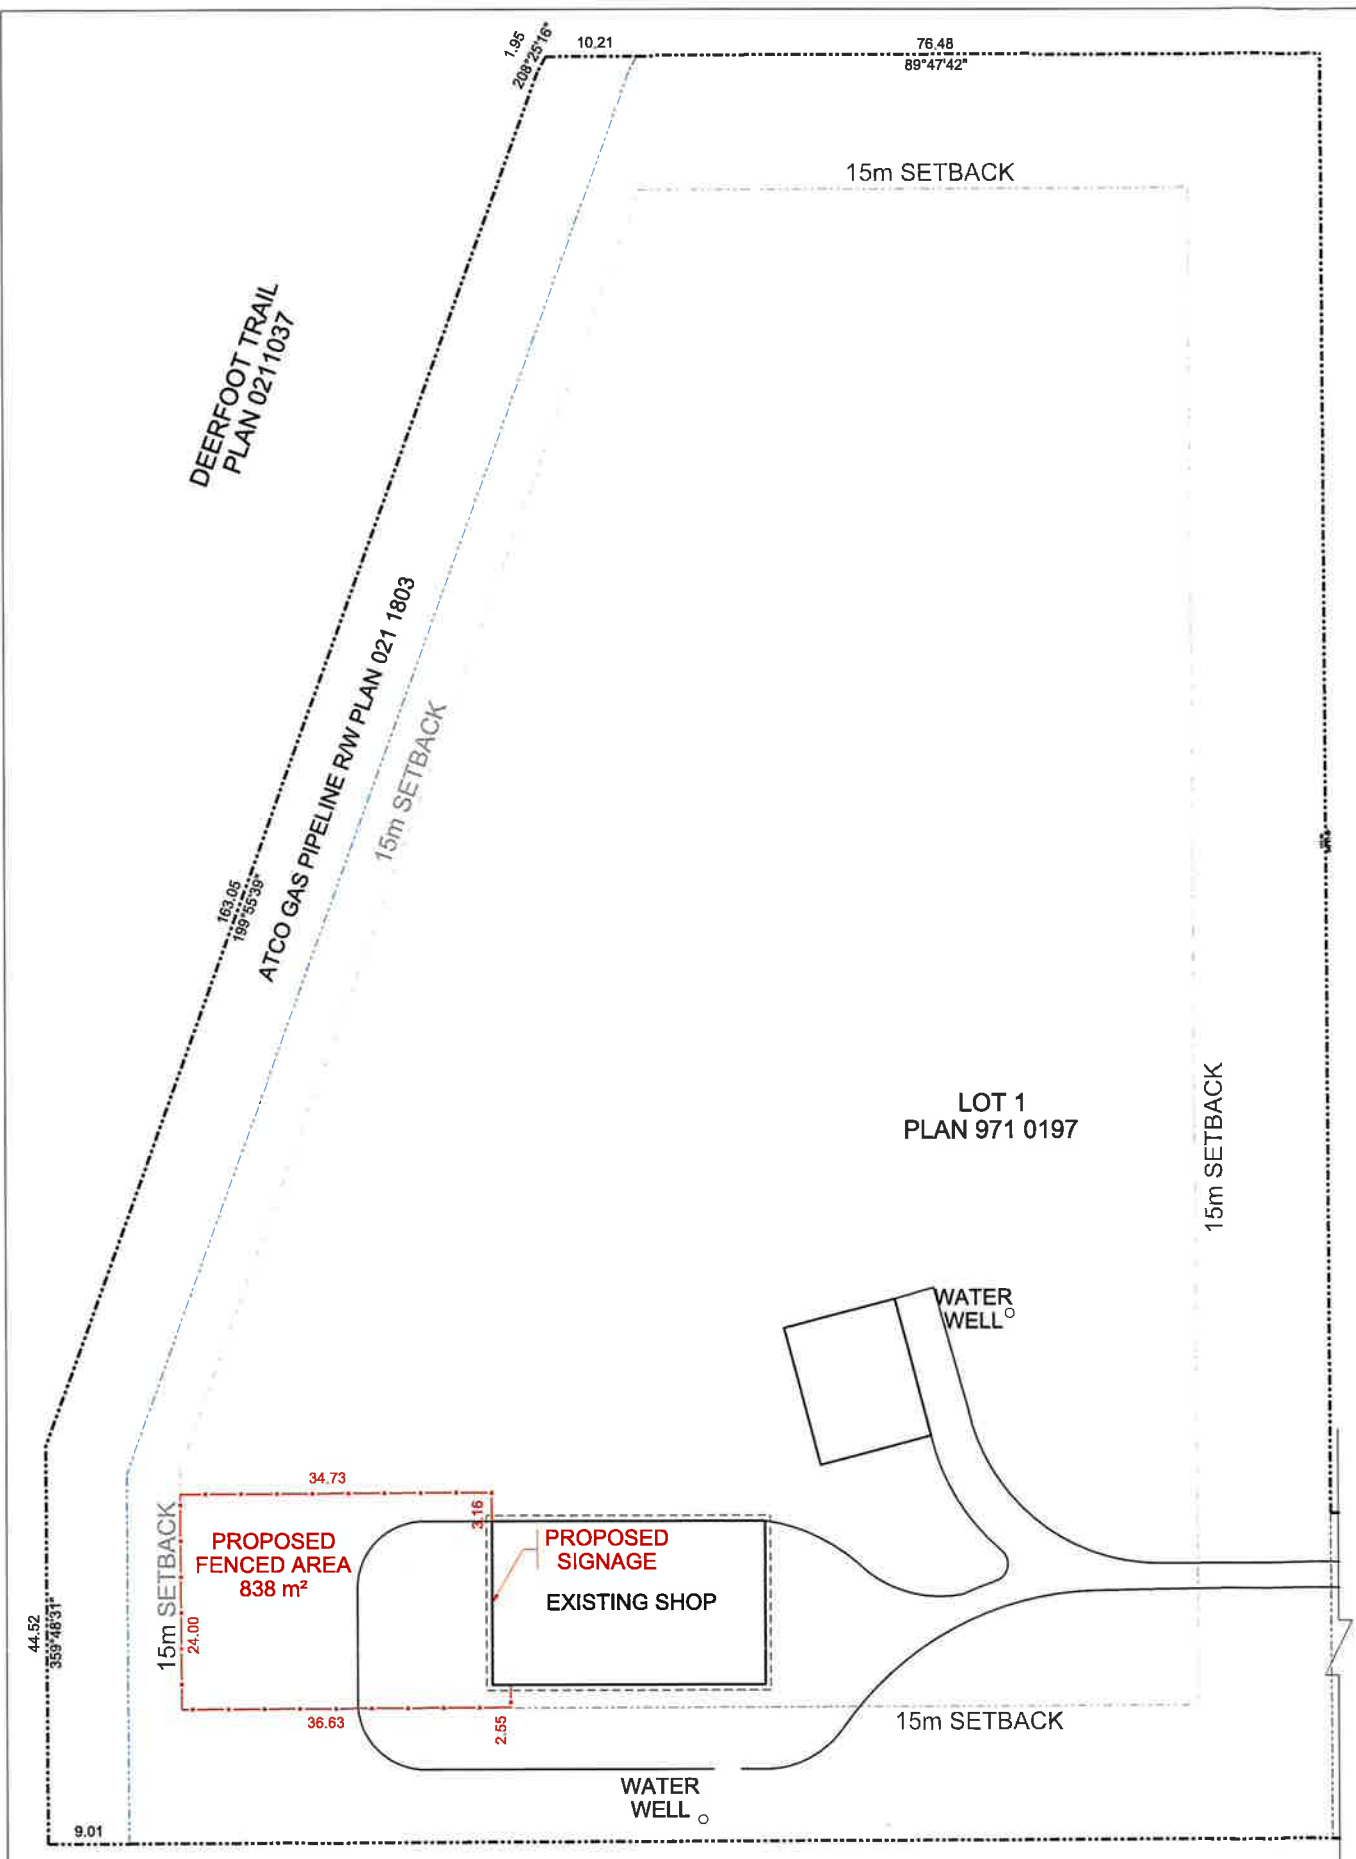 1.95
208°25'16"
10.21
76.48
89°47'42"
15m SETBACK
DEERFOOT TRAIL
PLAN 0211037
ATCO GAS PIPELINE R/W PLAN 021 1803
15m SETBACK
163.05
199°55'39"
LOT 1
PLAN 971 0197
15m SETBACK
WATER
WELL
34.73
3.16
15m SETBACK
PROPOSED
FENCED AREA
838 m²
PROPOSED
SIGNAGE
EXISTING SHOP
24.00
44.52
359°48'31"
36.63
2.55
15m SETBACK
WATER
WELL
9.01